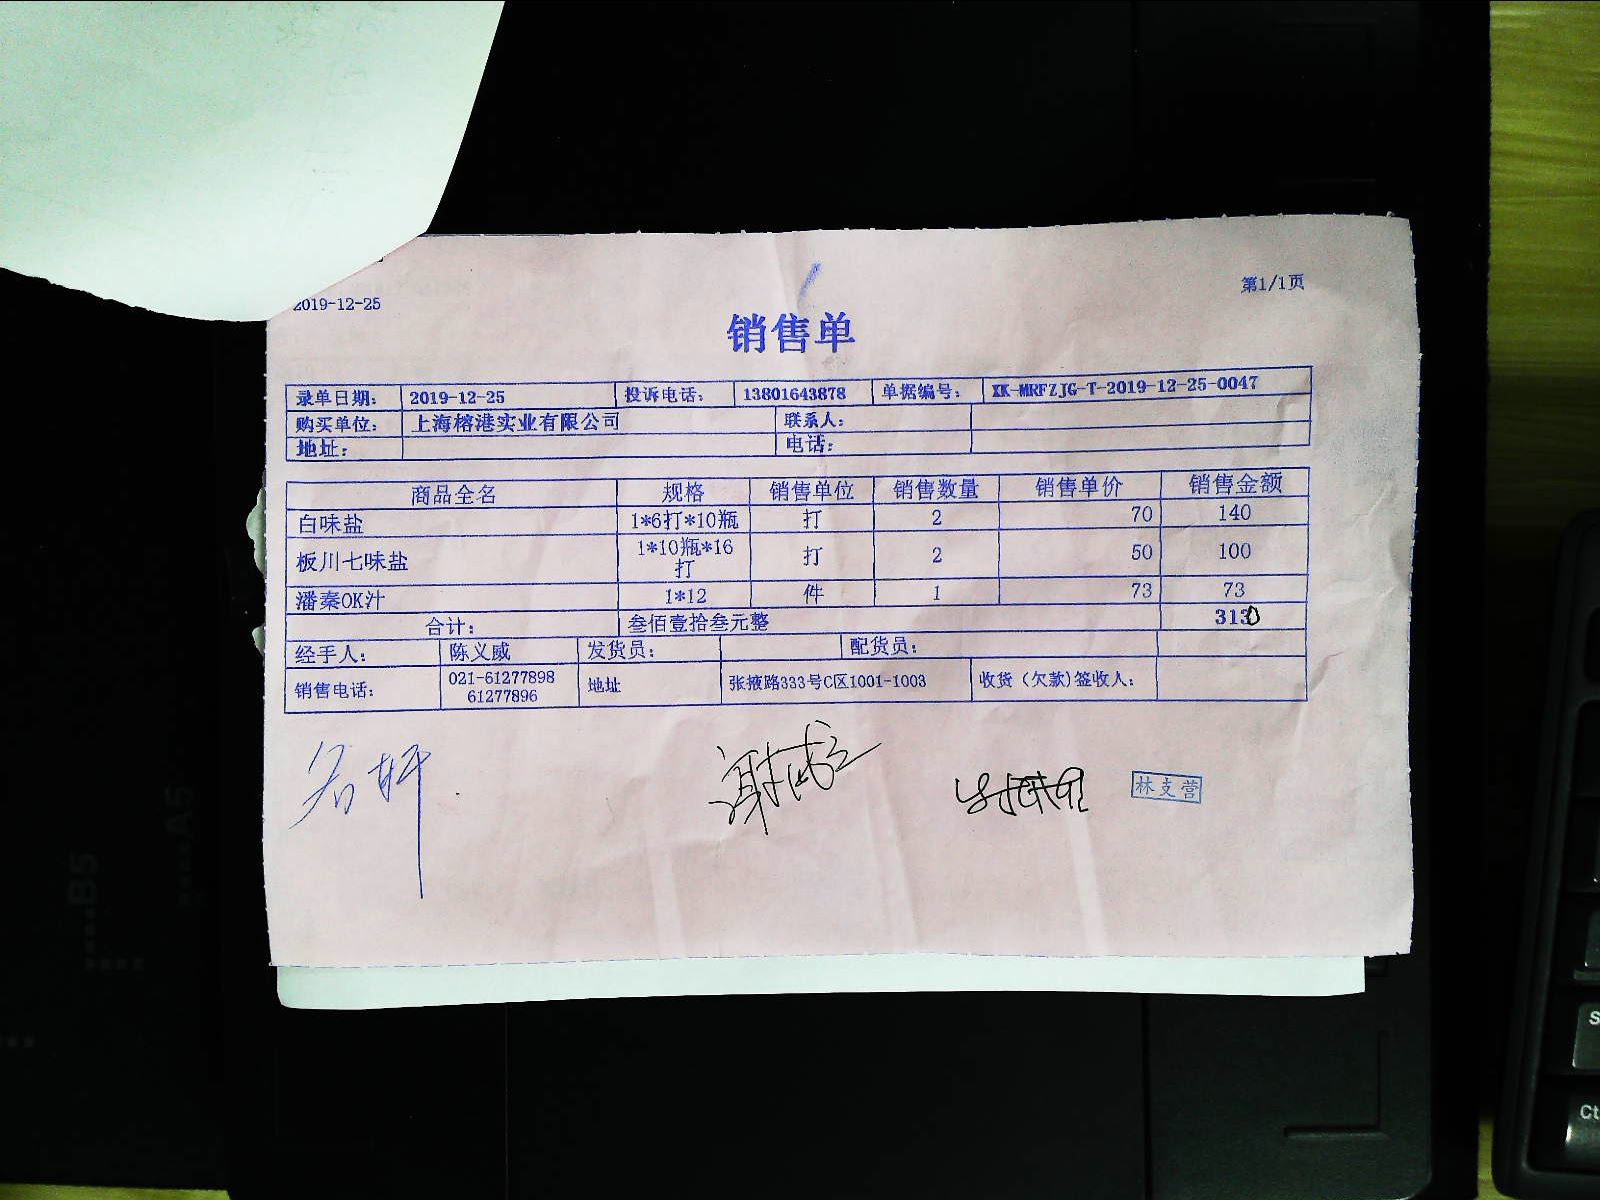 2019-12-25
第1/1页
销售单
录单日期： 2019-12-25 投诉电话： 13801643878 单据编号： XK-MRFZJG-T-2019-12-25-0047
购买单位： 上海榕港实业有限公司 联系人：
地址： 电话：
商品全名 规格 销售单位 销售数量 销售单价 销售金额
白味盐 1*6打*10瓶 打 2 70 140
板川七味盐 1*10瓶*16打 打 2 50 100
潘秦OK汁 1*12 件 1 73 73
合计： 叁佰壹拾叁元整 313
经手人： 陈义威 发货员： 配货员：
销售电话： 021-61277898 61277896 地址 张掖路333号C区1001-1003 收货（欠款)签收人：
林支营
B5
A5